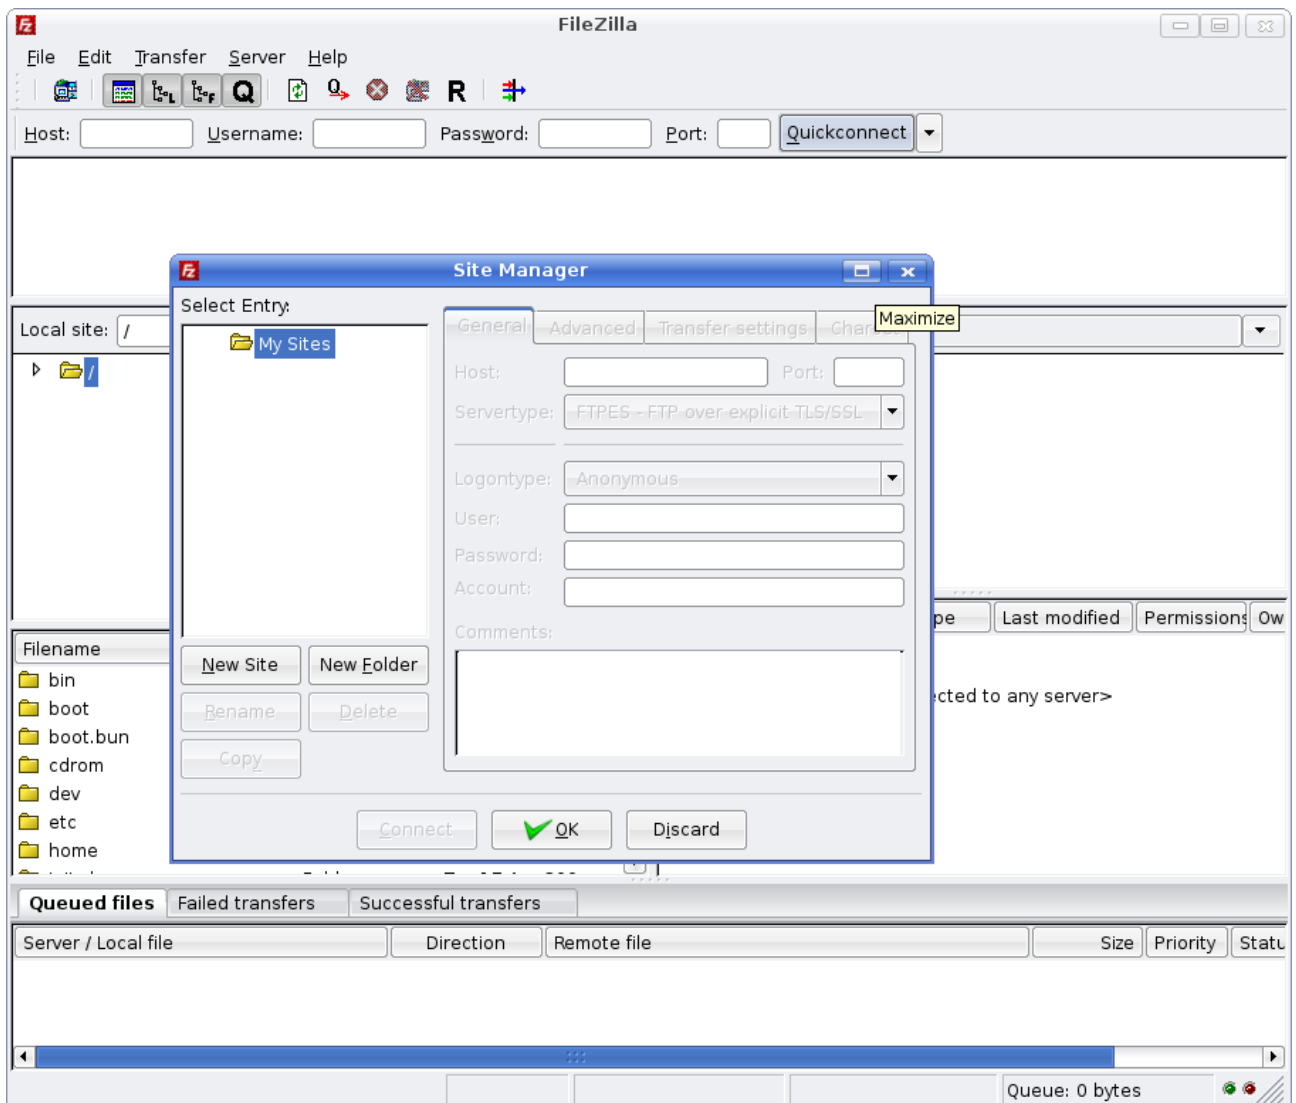 FileZilla
File Edit Transfer Server Help
Host: Username: Password: Port: Quickconnect
Site Manager
Select Entry:
My Sites
General Advanced Transfer settings
Maximize
Host: Port:
Servertype: FTPES - FTP over explicit TLS/SSL
Logontype: Anonymous
User:
Password:
Account:
Comments:
New Site New Folder
Rename Delete
Copy
Connect OK Discard
Local site: /
/
Filename
bin
boot
boot.bun
cdrom
dev
etc
home
pe Last modified Permissions Ow
ected to any server>
Queued files Failed transfers Successful transfers
Server / Local file Direction Remote file Size Priority Statu
Queue: 0 bytes